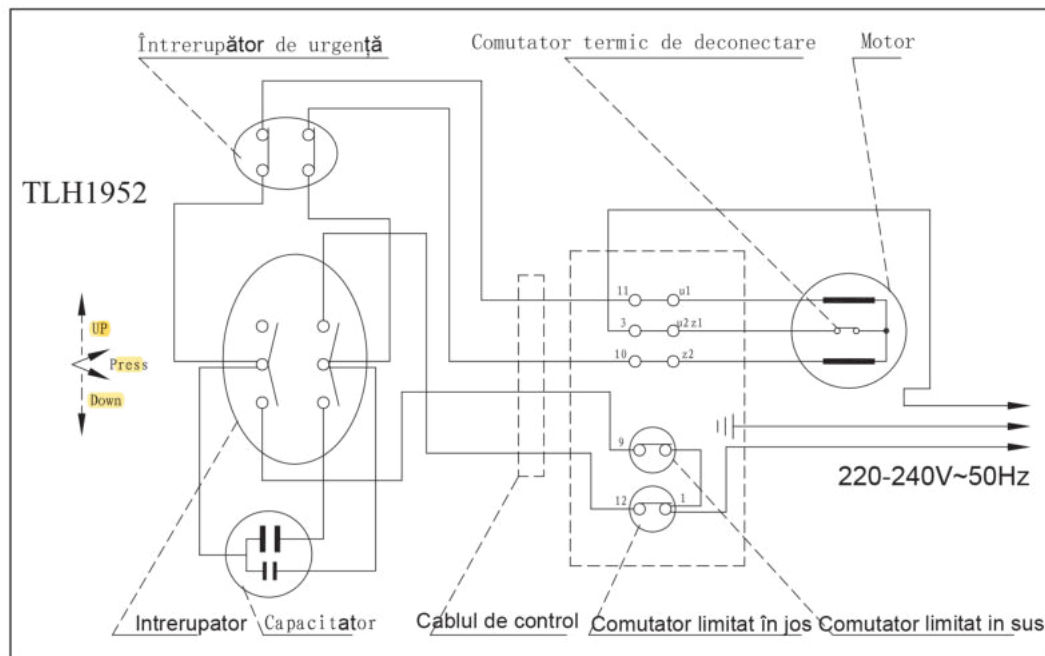 Întrerupător de urgență
Comutator termic de deconectare
Motor
TLH1952
UP
Press
Down
11
u1
3
u2z1
10
z2
9
12
1
220-240V~50Hz
Intrerupator
Capacitator
Cablul de control
Comutator limitat în jos
Comutator limitat in sus